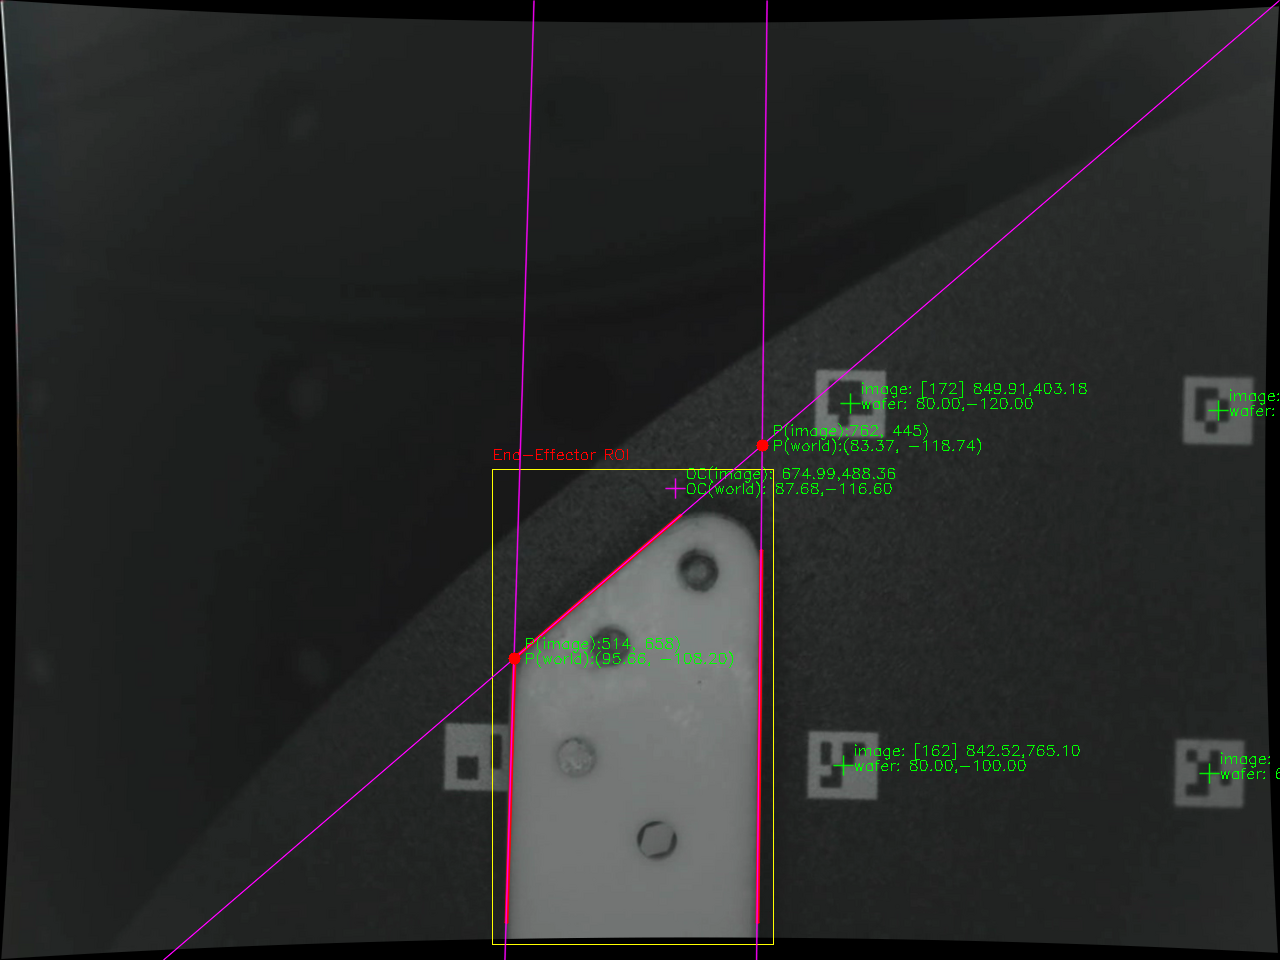 image: [172] 849.91,403.18
wafer: 80.00,-120.00
image:
wafer:
P(image):762, 445)
P(world):(83.37, -118.74)
End-Effector ROI
OC(image): 674.99,488.36
OC(world): 87.68,-116.60
P(image):514, 658)
P(world):(95.66, -108.20)
image: [162] 842.52,765.10
wafer: 80.00,-100.00
image:
wafer: 6